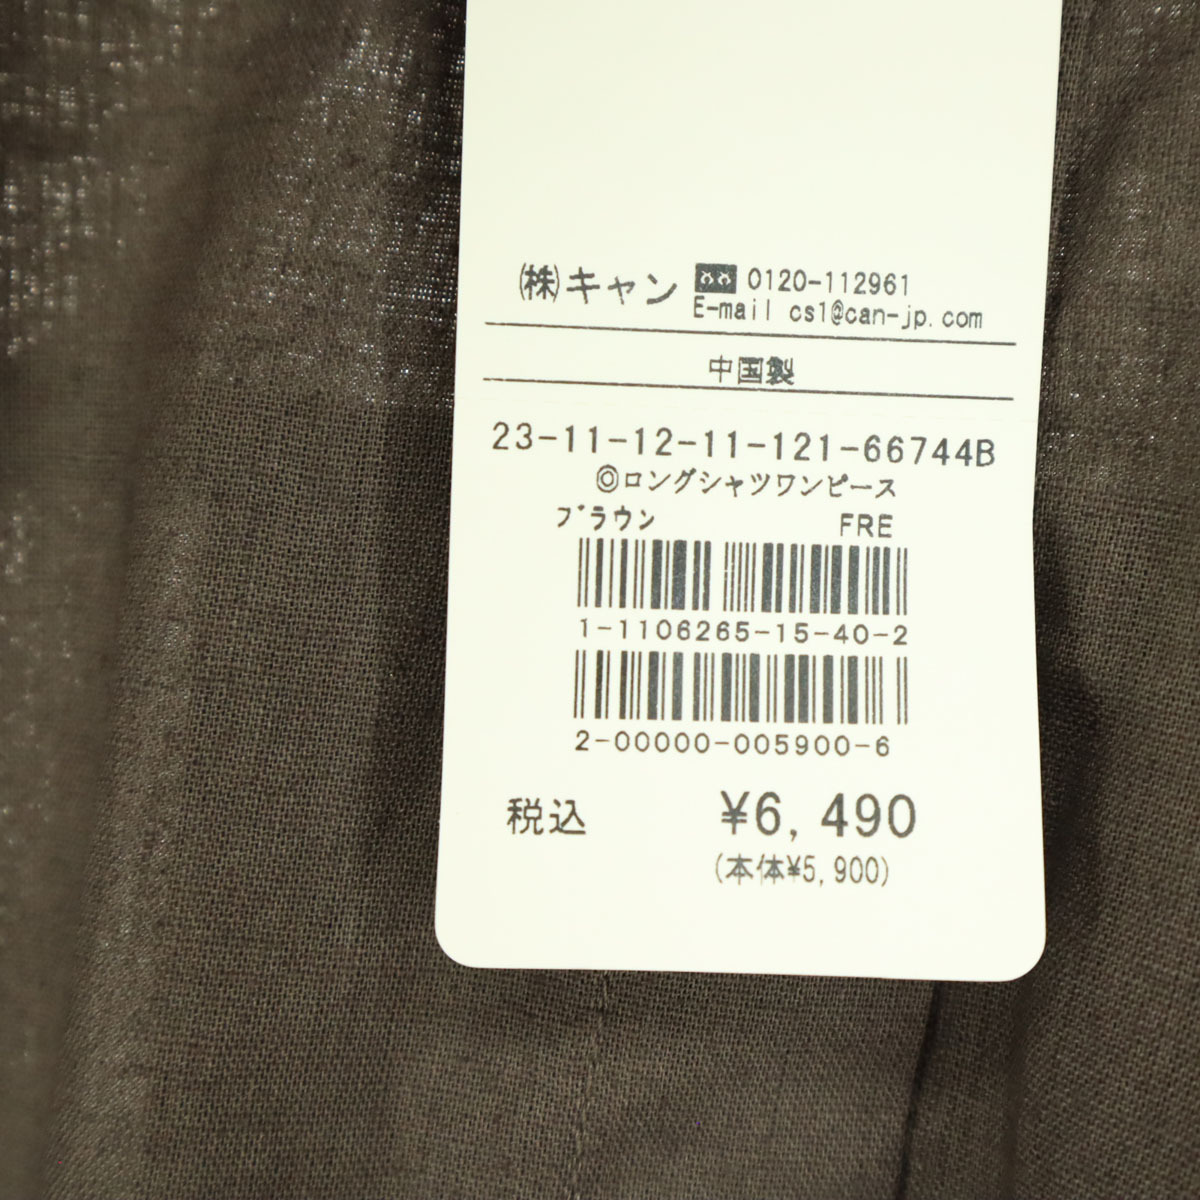 ㈱キャン 0120-112961
E-mail cs1@can-jp.com
中国製
23-11-12-11-121-66744B
◎ロングシャツワンピース
ブラウン FRE
1-1106265-15-40-2
2-00000-005900-6
税込 ¥6,490
(本体¥5,900)